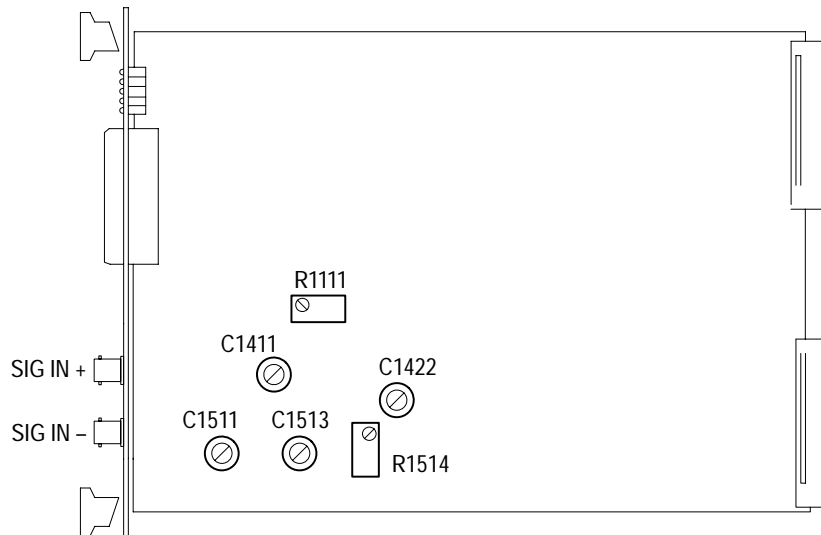 R1111
C1411
SIG IN +
C1422
C1511
C1513
SIG IN –
R1514